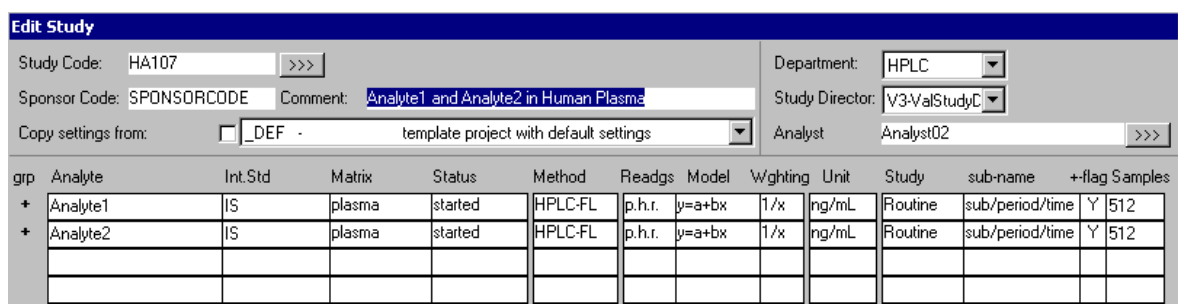 Edit Study
Study Code: HA107 >>> Department: HPLC
Sponsor Code: SPONSORCODE Comment: Analyte1 and Analyte2 in Human Plasma Study Director: V3-ValStudyD
Copy settings from: _DEF - template project with default settings Analyst Analyst02 >>>
grp Analyte Int.Std Matrix Status Method Readgs Model Wghting Unit Study sub-name +-flag Samples
+ Analyte1 IS plasma started HPLC-FL p.h.r. y=a+bx 1/x ng/mL Routine sub/period/time Y 512
+ Analyte2 IS plasma started HPLC-FL p.h.r. y=a+bx 1/x ng/mL Routine sub/period/time Y 512